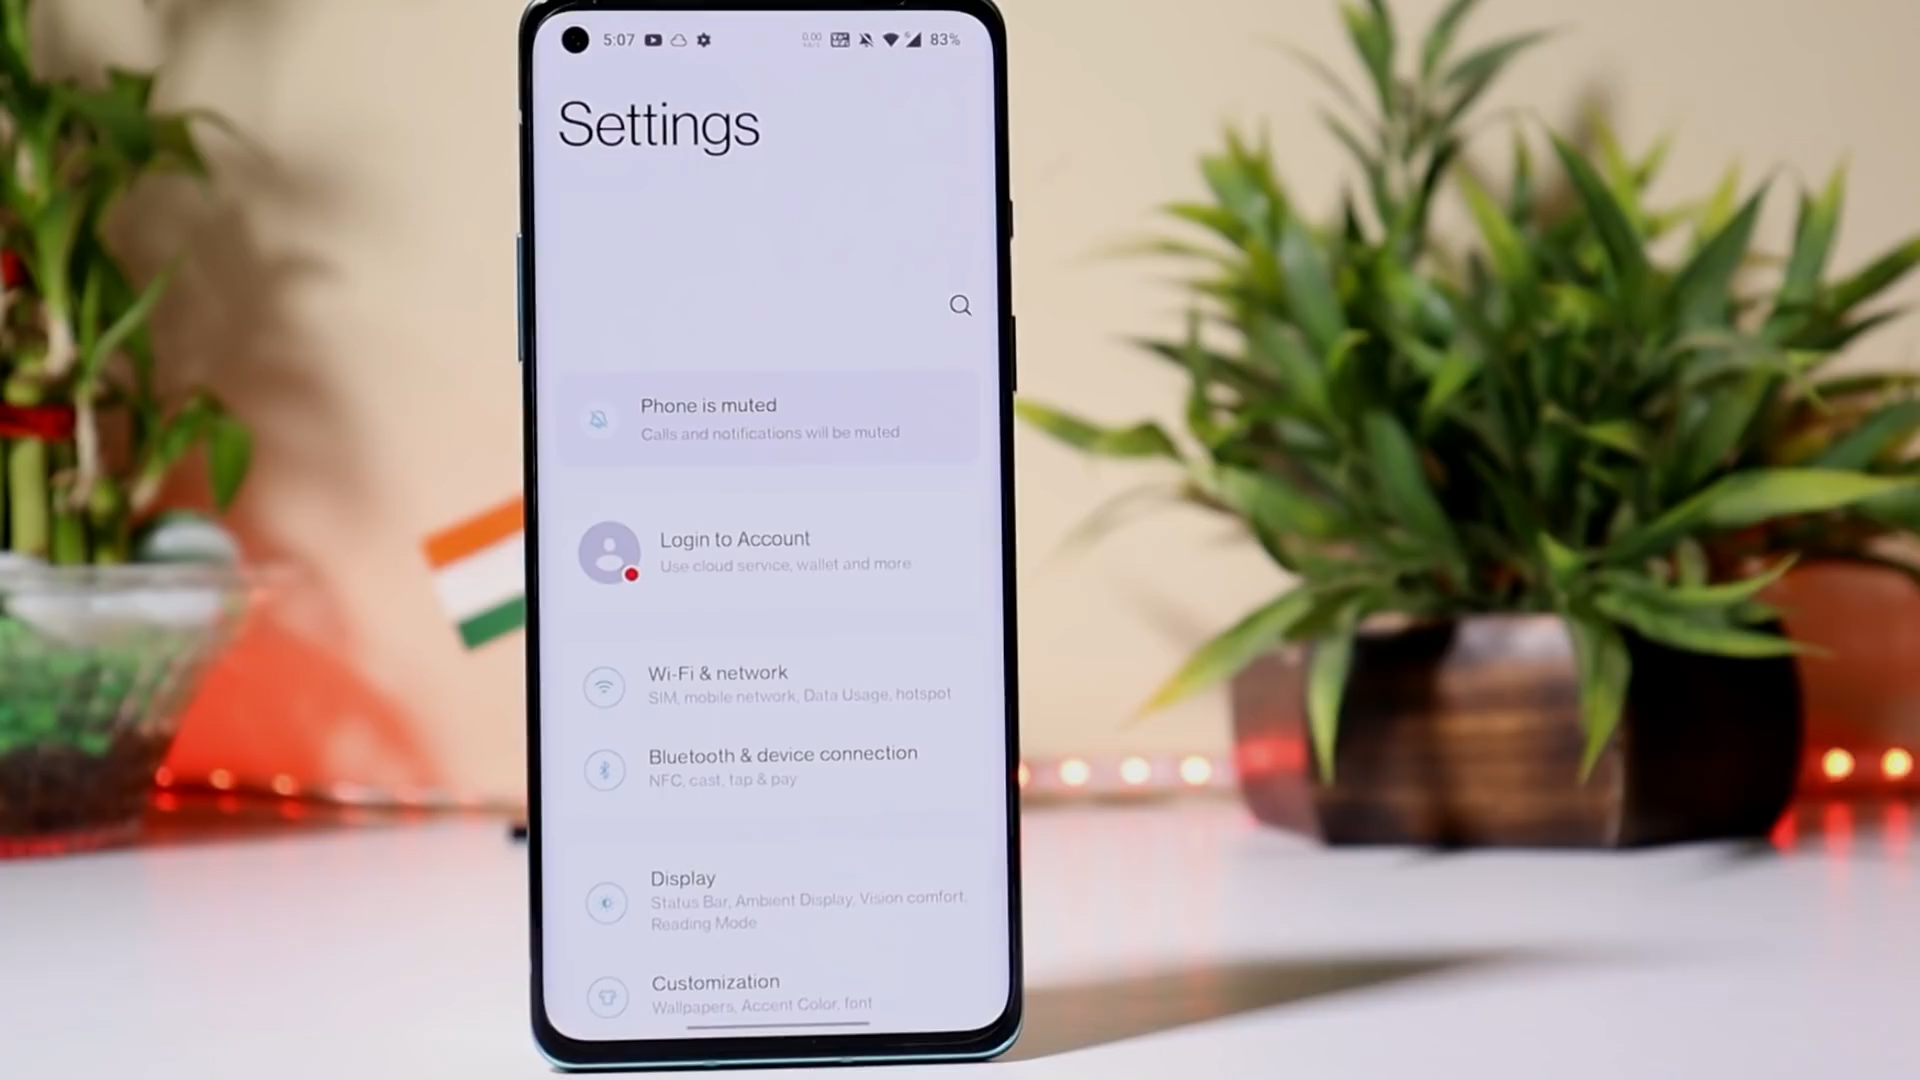 5:07
83%
Settings
Phone is muted
Calls and notifications will be muted
Login to Account
Use cloud service, wallet and more
Wi-Fi & network
SIM, mobile network, Data Usage, hotspot
Bluetooth & device connection
NFC, cast, tap & pay
Display
Status Bar, Ambient Display, Vision comfort,
Reading Mode
Customization
Wallpapers, Accent Color, font